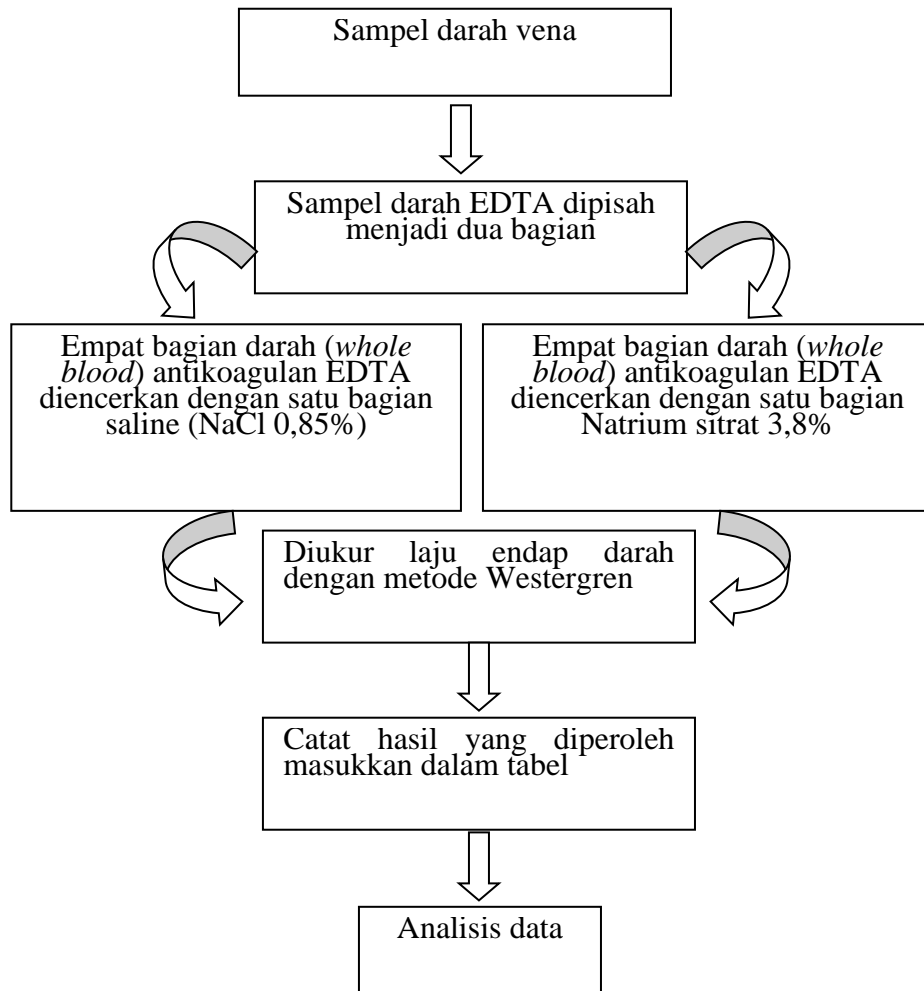 Sampel darah vena
Sampel darah EDTA dipisah
menjadi dua bagian
Empat bagian darah (whole
blood) antikoagulan EDTA
diencerkan dengan satu bagian
saline (NaCl 0,85%)
Empat bagian darah (whole
blood) antikoagulan EDTA
diencerkan dengan satu bagian
Natrium sitrat 3,8%
Diukur laju endap darah
dengan metode Westergren
Catat hasil yang diperoleh
masukkan dalam tabel
Analisis data